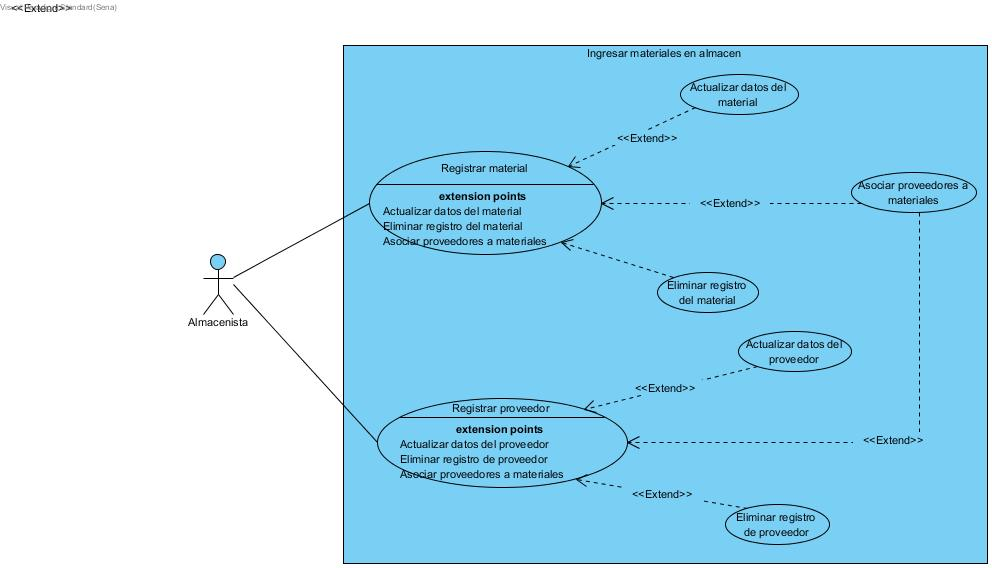 <<Extend>>
Ingresar materiales en almacen
Actualizar datos del
material
<<Extend>>
Registrar material
extension points
Actualizar datos del material
Eliminar registro del material
Asociar proveedores a materiales
Asociar proveedores a
materiales
<<Extend>>
Eliminar registro
del material
Almacenista
Actualizar datos del
proveedor
<<Extend>>
Registrar proveedor
extension points
Actualizar datos del proveedor
Eliminar registro de proveedor
Asociar proveedores a materiales
<<Extend>>
<<Extend>>
Eliminar registro
de proveedor